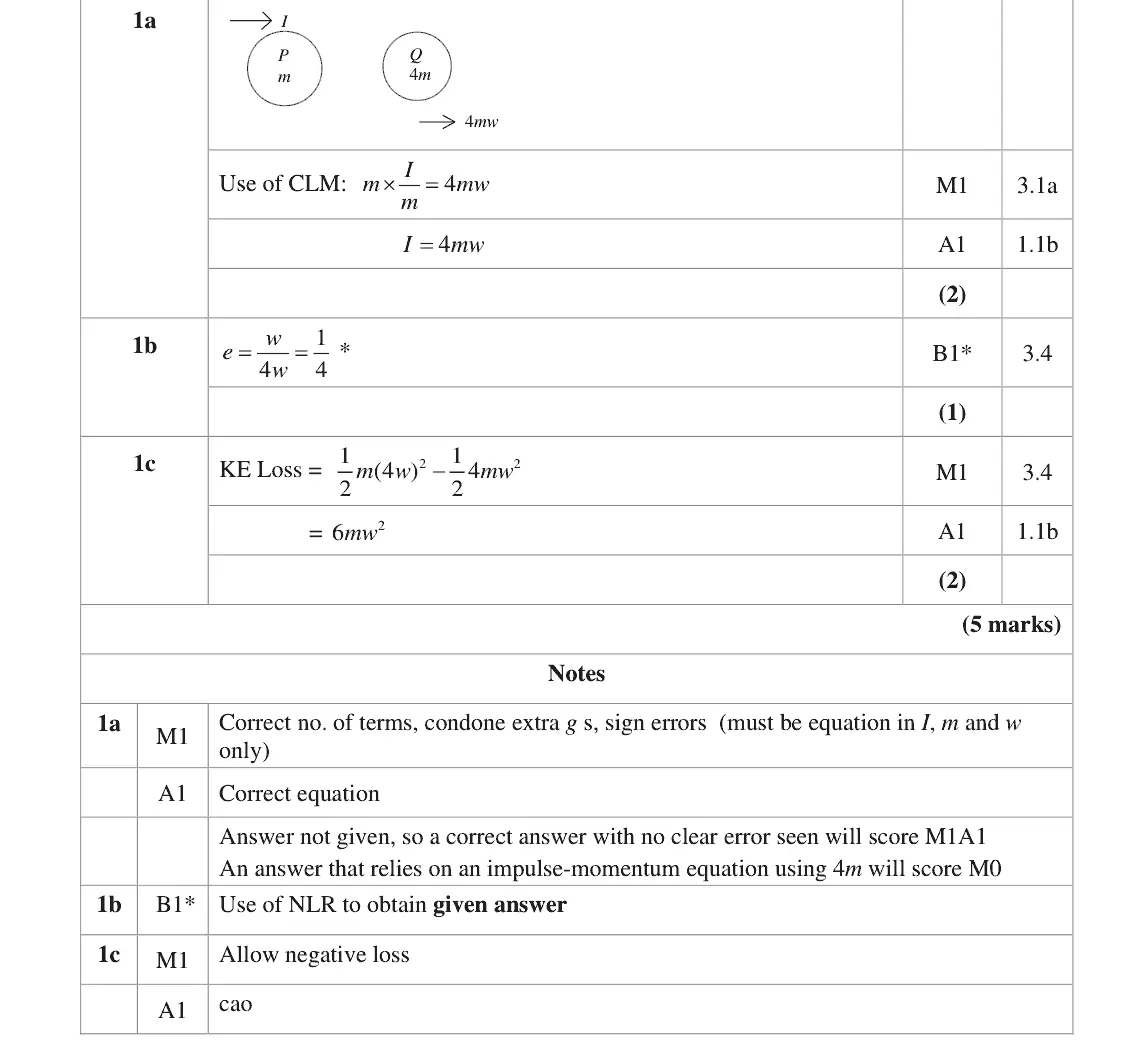 1a
I
P
m
Q
4m
4mw
Use of CLM: m × I/m = 4mw M1 3.1a
I = 4mw A1 1.1b
(2)
1b e = w/4w = 1/4 * B1* 3.4
(1)
1c KE Loss = 1/2 m(4w)² − 1/2 4mw² M1 3.4
= 6mw² A1 1.1b
(2)
(5 marks)
Notes
1a M1 Correct no. of terms, condone extra g s, sign errors (must be equation in I, m and w
only)
A1 Correct equation
Answer not given, so a correct answer with no clear error seen will score M1A1
An answer that relies on an impulse-momentum equation using 4m will score M0
1b B1* Use of NLR to obtain given answer
1c M1 Allow negative loss
A1 cao